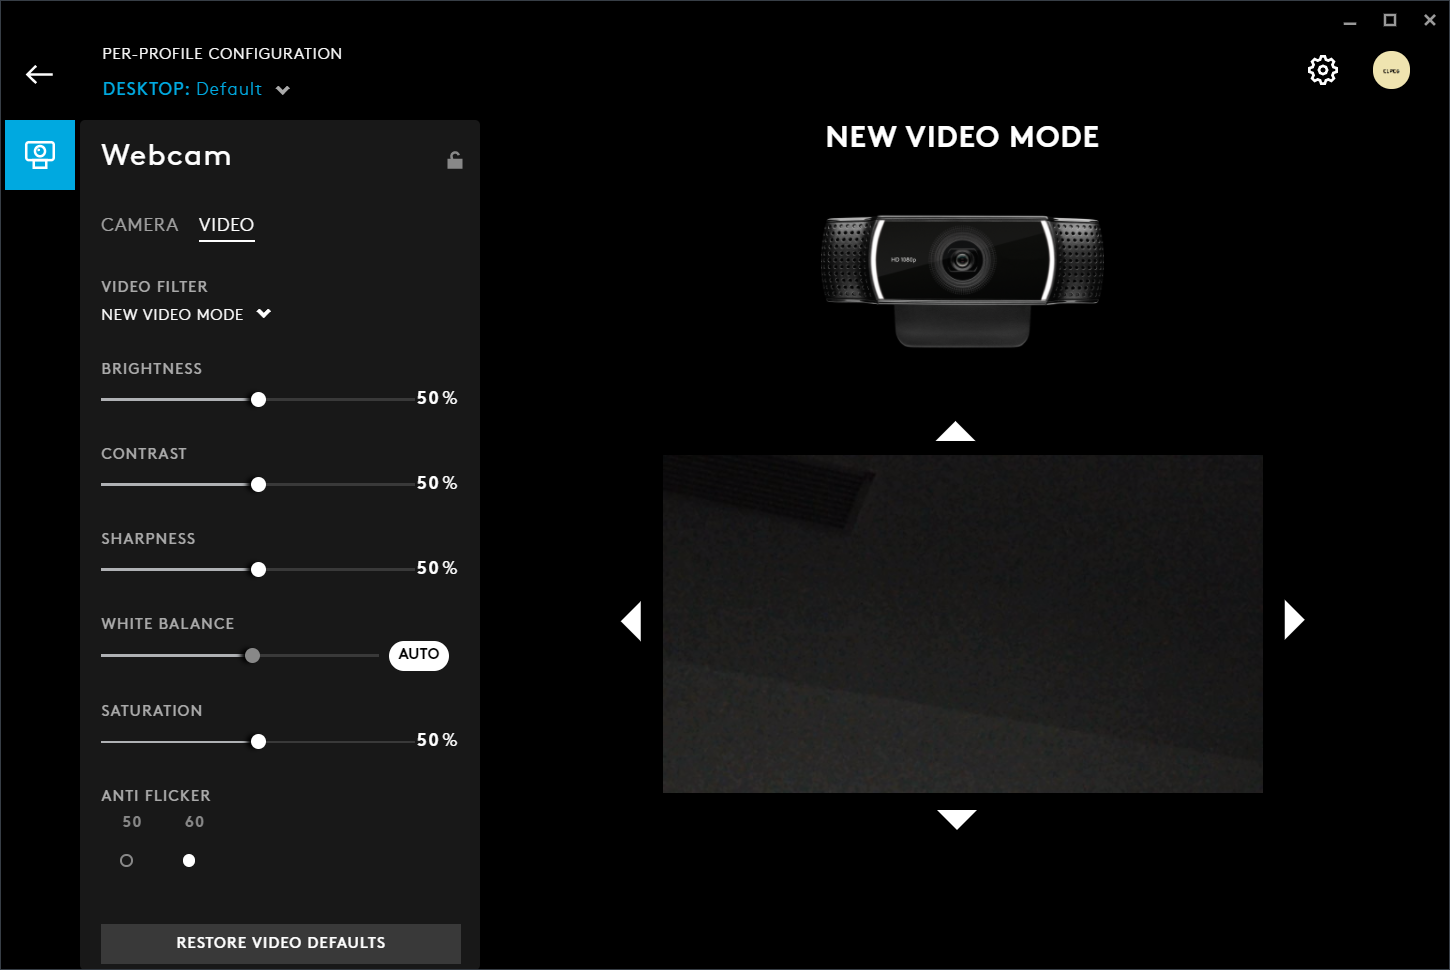 PER-PROFILE CONFIGURATION
DESKTOP: Default
Webcam
CAMERA VIDEO
VIDEO FILTER
NEW VIDEO MODE
BRIGHTNESS
50 %
CONTRAST
50 %
SHARPNESS
50 %
WHITE BALANCE
AUTO
SATURATION
50 %
ANTI FLICKER
50 60
RESTORE VIDEO DEFAULTS
NEW VIDEO MODE
HD 1080p